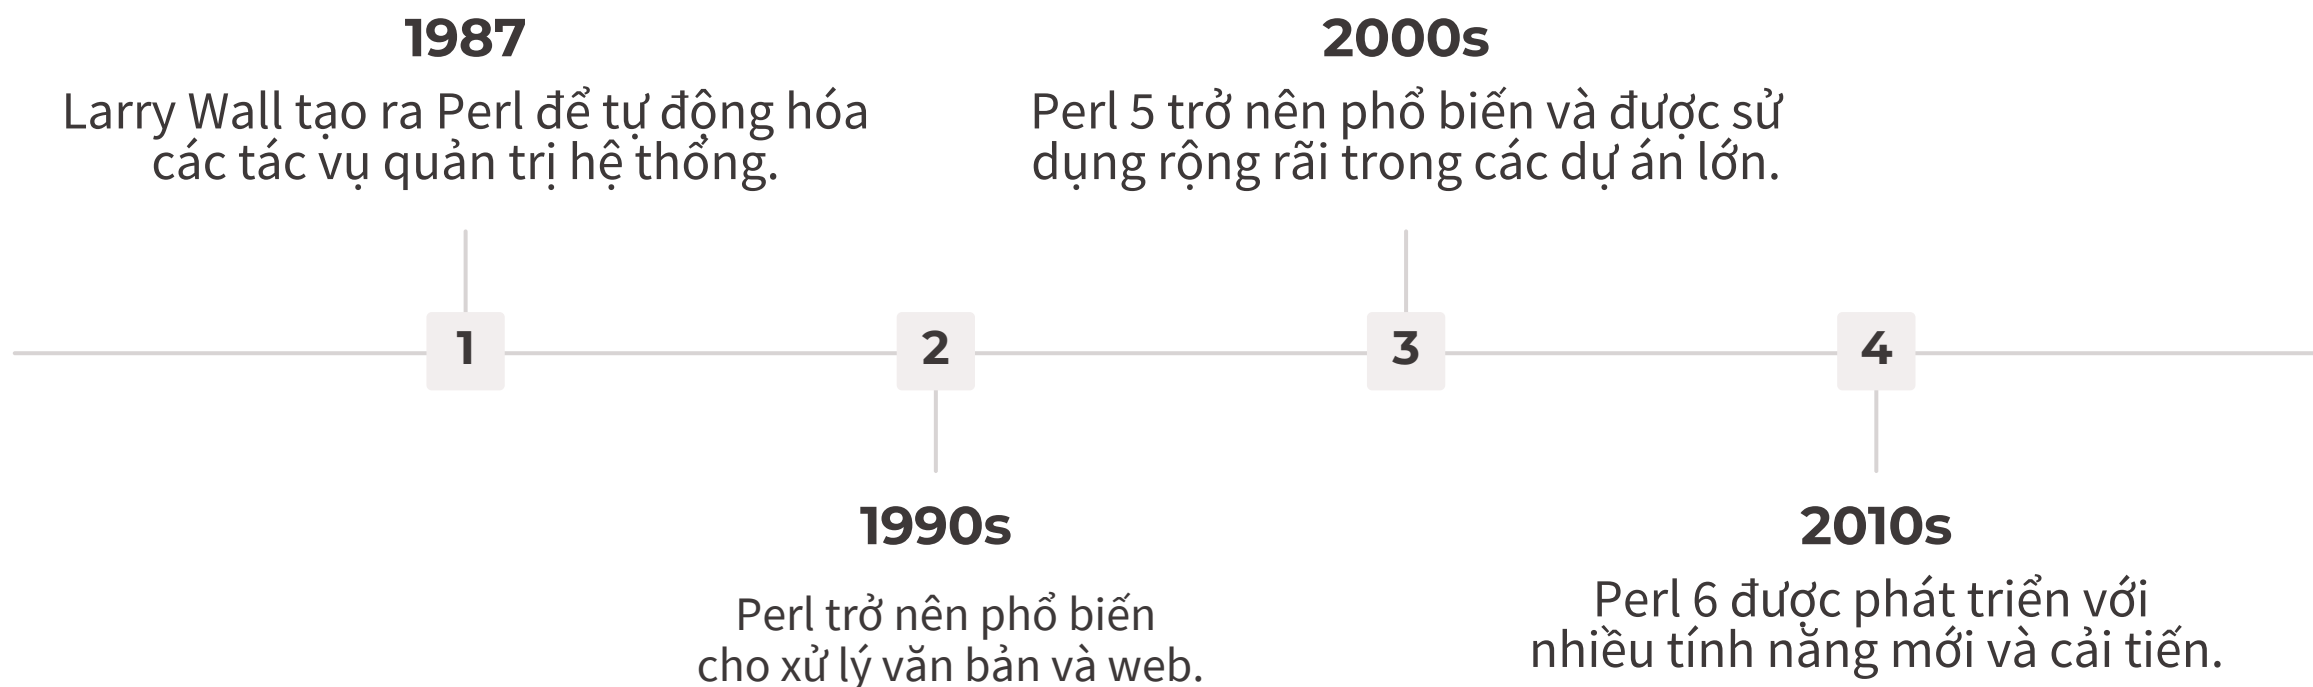 1987
Larry Wall tạo ra Perl để tự động hóa
các tác vụ quản trị hệ thống.
2000s
Perl 5 trở nên phổ biến và được sử
dụng rộng rãi trong các dự án lớn.
1
2
3
4
1990s
Perl trở nên phổ biến
cho xử lý văn bản và web.
2010s
Perl 6 được phát triển với
nhiều tính năng mới và cải tiến.